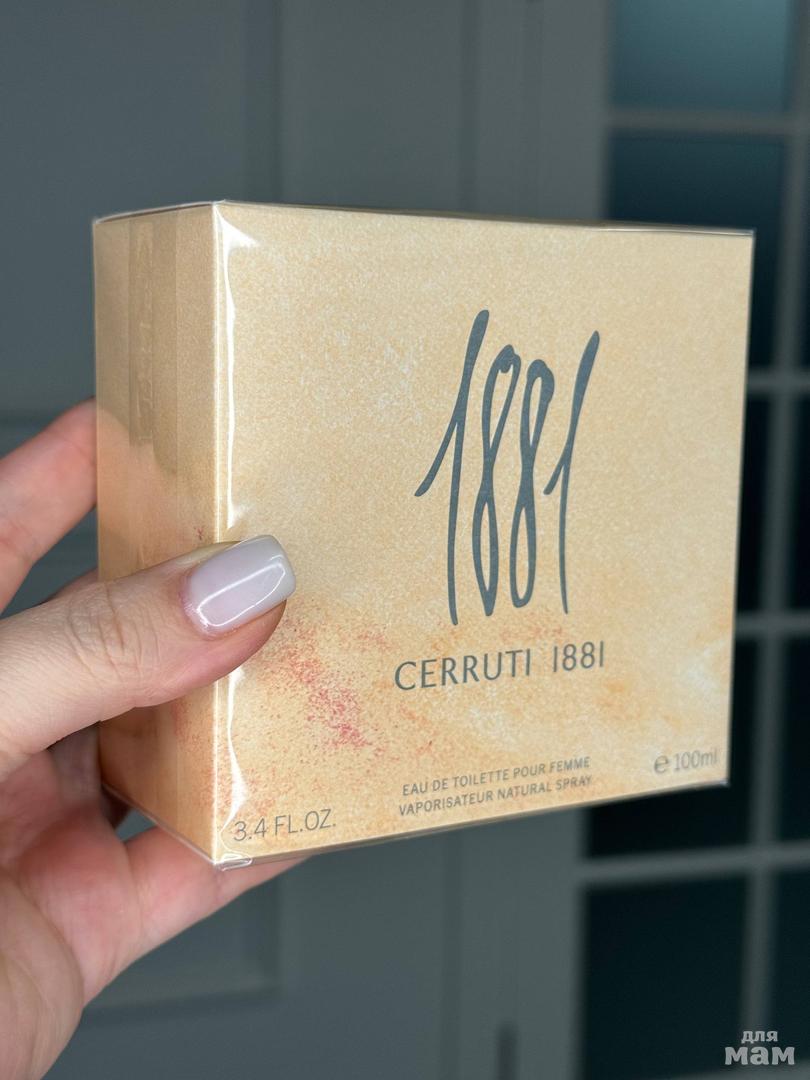 1881
CERRUTI 1881
EAU DE TOILETTE POUR FEMME
VAPORISATEUR NATURAL SPRAY
3.4 FL.OZ.
℮ 100ml
для
мам